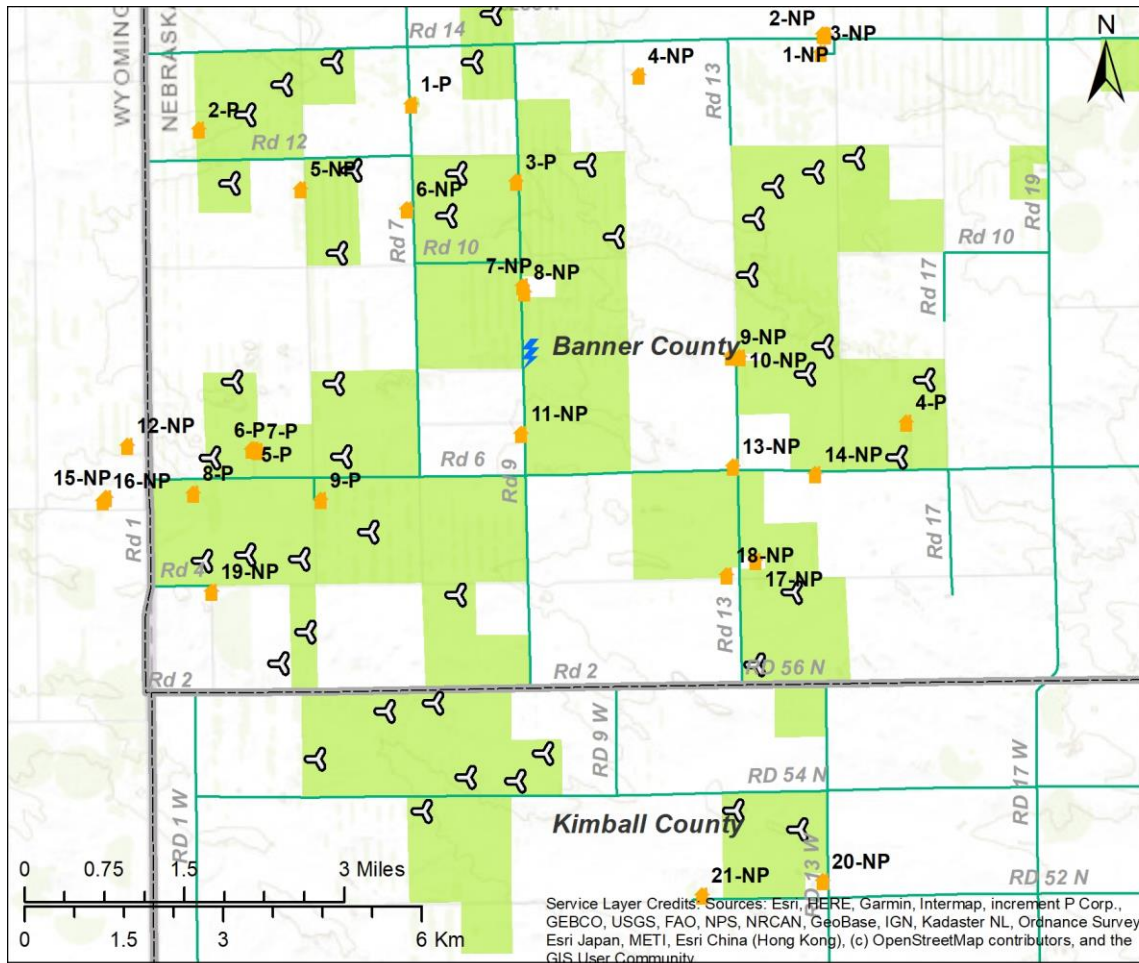 Rd 14
2-NP
3-NP
1-NP
4-NP
N
WYOMING
NEBRASKA
1-P
2-P
Rd 13
Rd 12
5-NP
3-P
6-NP
Rd 19
Rd 7
Rd 10
Rd 10
7-NP
8-NP
Rd 17
Banner County
9-NP
10-NP
4-P
11-NP
12-NP
6-P
7-P
5-P
13-NP
14-NP
Rd 6
Rd 9
15-NP
16-NP
8-P
9-P
Rd 1
Rd 17
18-NP
17-NP
Rd 4
19-NP
Rd 13
Rd 2
Rd 2
RD 56 N
RD 9 W
RD 54 N
RD 17 W
RD 1 W
Kimball County
RD 13 W
20-NP
21-NP
RD 52 N
0 0.75 1.5 3 Miles
0 1.5 3 6 Km
Service Layer Credits: Sources: Esri, HERE, Garmin, Intermap, increment P Corp.,
GEBCO, USGS, FAO, NPS, NRCAN, GeoBase, IGN, Kadaster NL, Ordnance Survey,
Esri Japan, METI, Esri China (Hong Kong), (c) OpenStreetMap contributors, and the
GIS User Community